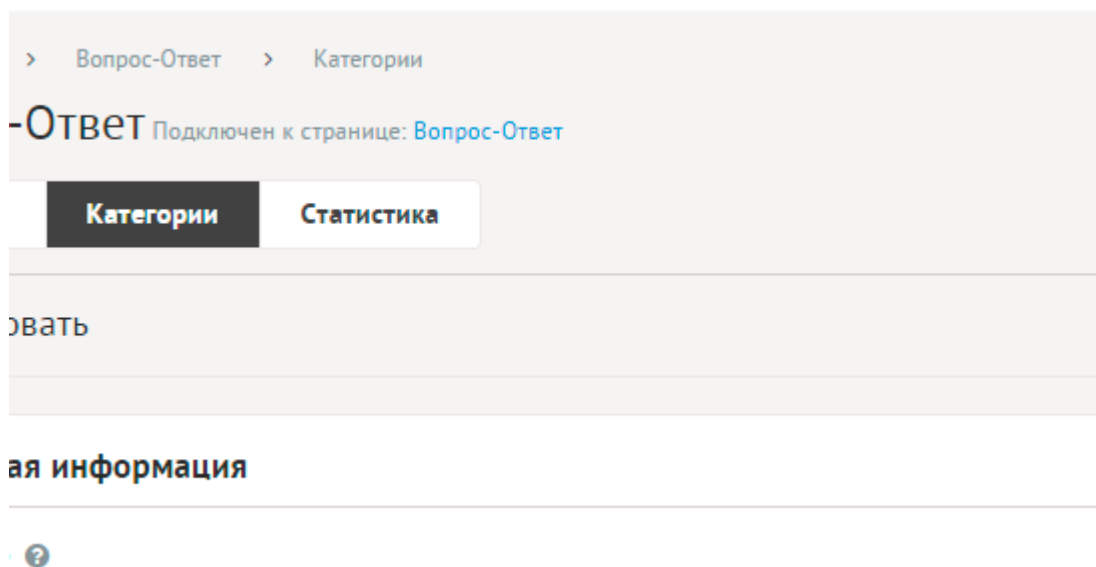 > Вопрос-Ответ > Категории
-Ответ Подключен к странице: Вопрос-Ответ
Категории Статистика
овать
ая информация
?